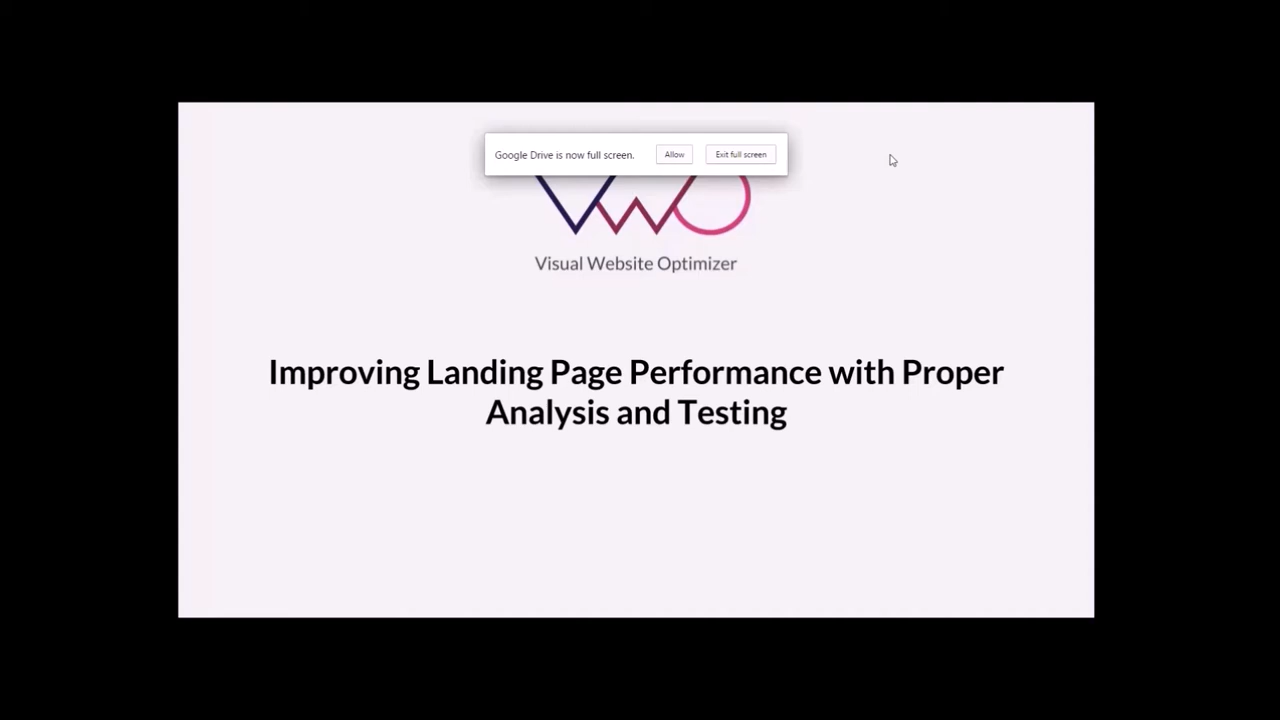 Google Drive is now full screen. Allow Exit full screen
VWO
Visual Website Optimizer
Improving Landing Page Performance with Proper
Analysis and Testing